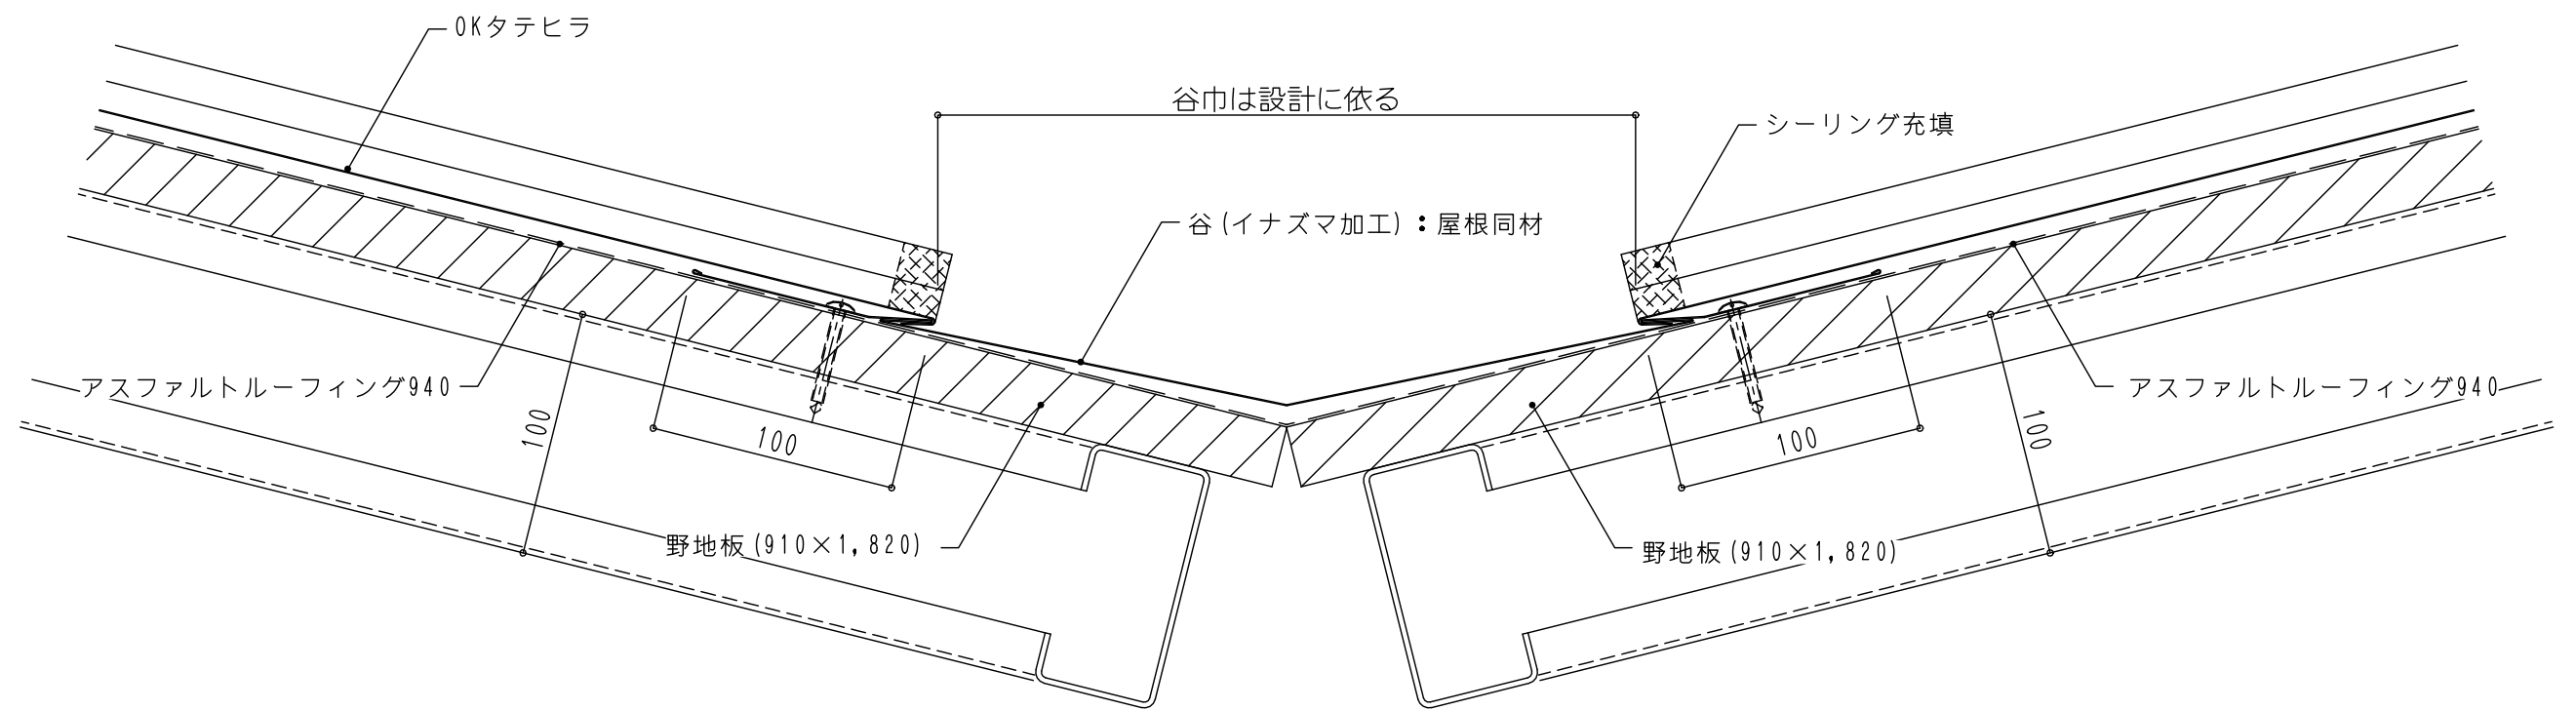 OKタテヒラ
谷巾は設計に依る
シーリング充填
谷(イナズマ加工):屋根同材
アスファルトルーフィング940
アスファルトルーフィング940
100
100
100
100
野地板(910×1,820)
野地板(910×1,820)